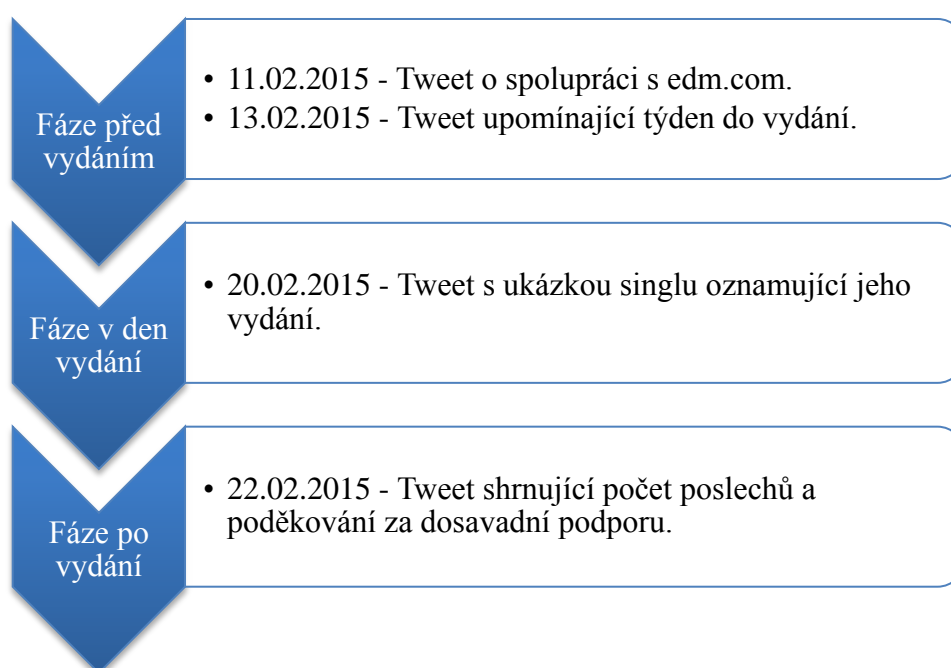 Fáze před
vydáním
• 11.02.2015 - Tweet o spolupráci s edm.com.
• 13.02.2015 - Tweet upomínající týden do vydání.
Fáze v den
vydání
• 20.02.2015 - Tweet s ukázkou singlu oznamující jeho
vydání.
Fáze po
vydání
• 22.02.2015 - Tweet shrnující počet poslechů a
poděkování za dosavadní podporu.